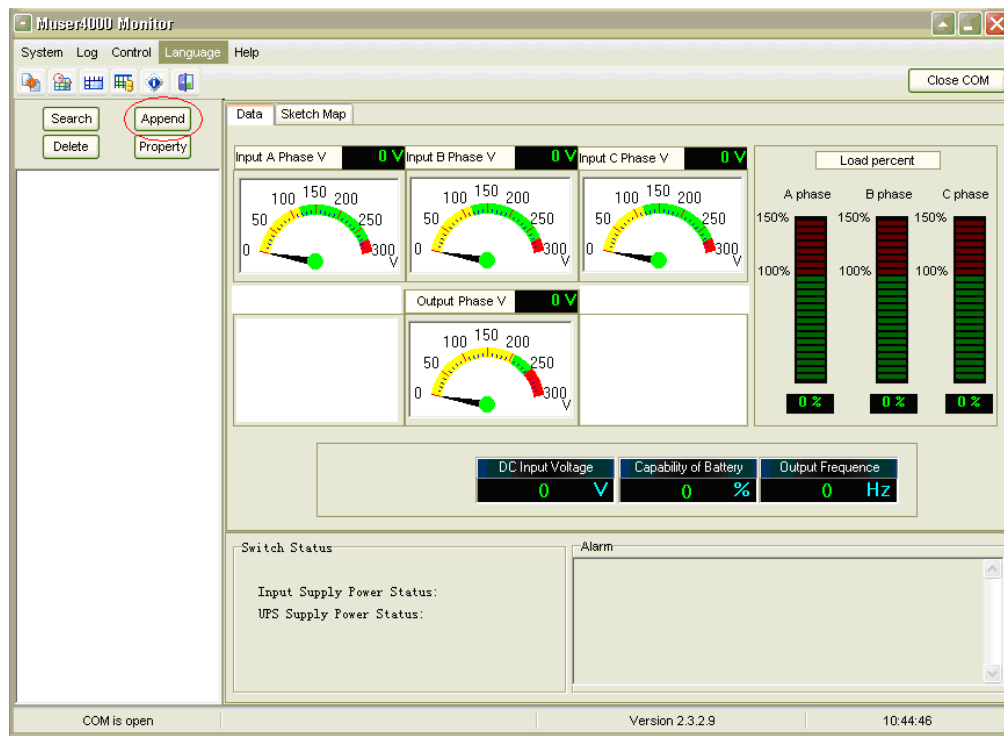 Muser4000 Monitor
System Log Control Language Help
Close COM
Search Append
Delete Property
Data Sketch Map
Input A Phase V 0 V Input B Phase V 0 V Input C Phase V 0 V
0 50 100 150 200 250 300 V
0 50 100 150 200 250 300 V
0 50 100 150 200 250 300 V
Output Phase V 0 V
0 50 100 150 200 250 300 V
Load percent
A phase B phase C phase
150% 150% 150%
100% 100% 100%
0 % 0 % 0 %
DC Input Voltage Capability of Battery Output Frequence
0 V 0 % 0 Hz
Switch Status
Input Supply Power Status:
UPS Supply Power Status:
Alarm
COM is open Version 2.3.2.9 10:44:46